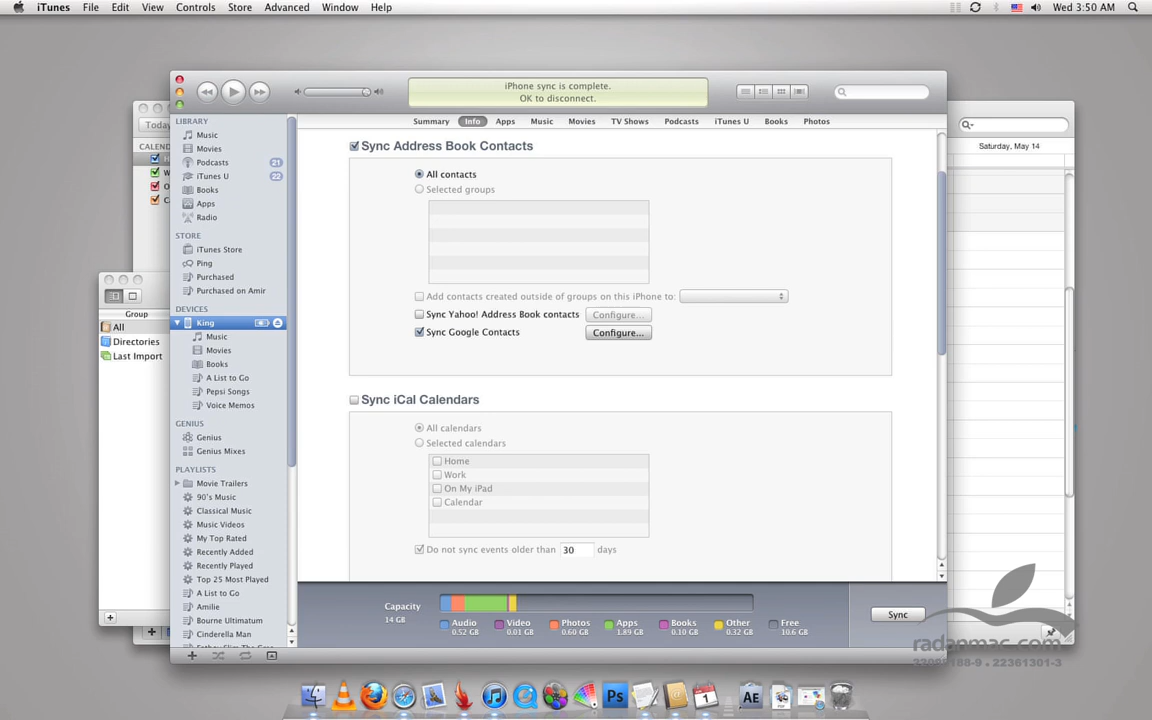 iTunes File Edit View Controls Store Advanced Window Help
Wed 3:50 AM
iPhone sync is complete.
OK to disconnect.
Today
CALEN
Saturday, May 14
Group
All
Directories
Last Import
LIBRARY
Music
Movies
Podcasts 21
iTunes U 22
Books
Apps
Radio
STORE
iTunes Store
Ping
Purchased
Purchased on Amir
DEVICES
King
Music
Movies
Books
A List to Go
Pepsi Songs
Voice Memos
GENIUS
Genius
Genius Mixes
PLAYLISTS
Movie Trailers
90's Music
Classical Music
Music Videos
My Top Rated
Recently Added
Recently Played
Top 25 Most Played
A List to Go
Amilie
Bourne Ultimatum
Cinderella Man
Summary Info Apps Music Movies TV Shows Podcasts iTunes U Books Photos
Sync Address Book Contacts
All contacts
Selected groups
Add contacts created outside of groups on this iPhone to:
Sync Yahoo! Address Book contacts Configure...
Sync Google Contacts Configure...
Sync iCal Calendars
All calendars
Selected calendars
Home
Work
On My iPad
Calendar
Do not sync events older than 30 days
Capacity
14 GB
Audio
0.52 GB
Video
0.01 GB
Photos
0.60 GB
Apps
1.89 GB
Books
0.10 GB
Other
0.32 GB
Free
10.6 GB
Sync
radanmac.com
22088188-9 . 22361301-3
Ps
AE
1